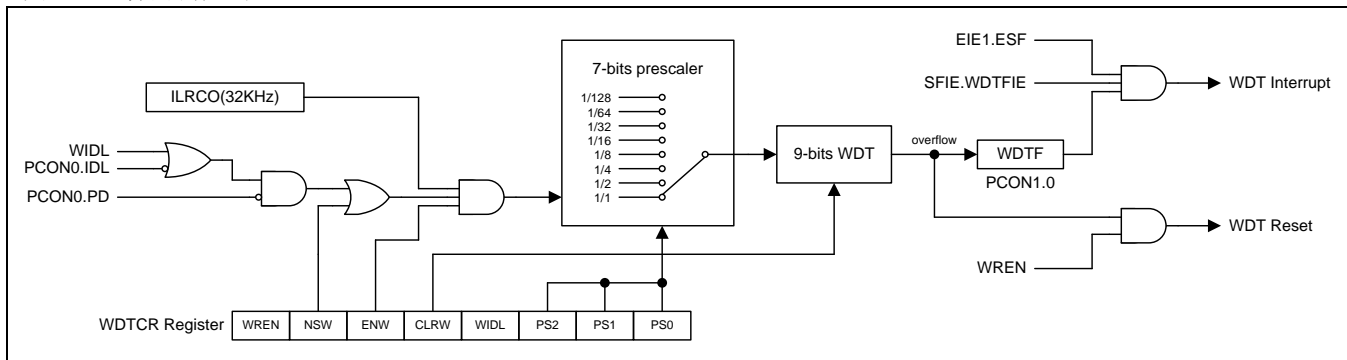 EIE1.ESF
7-bits prescaler
SFIE.WDTFIE
WDT Interrupt
ILRCO(32KHz)
1/128
1/64
1/32
1/16
1/8
1/4
1/2
1/1
WIDL
PCON0.IDL
PCON0.PD
9-bits WDT
overflow
WDTF
PCON1.0
WDT Reset
WREN
WDTCR Register
WREN
NSW
ENW
CLRW
WIDL
PS2
PS1
PS0